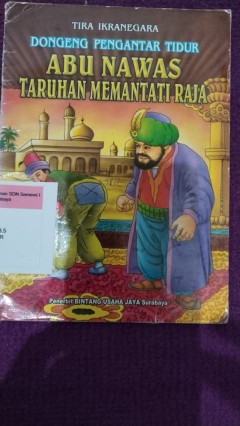 TIRA IKRANEGARA
DONGENG PENGANTAR TIDUR
ABU NAWAS
TARUHAN MEMANTATI RAJA
Penerbit BINTANG USAHA JAYA Surabaya